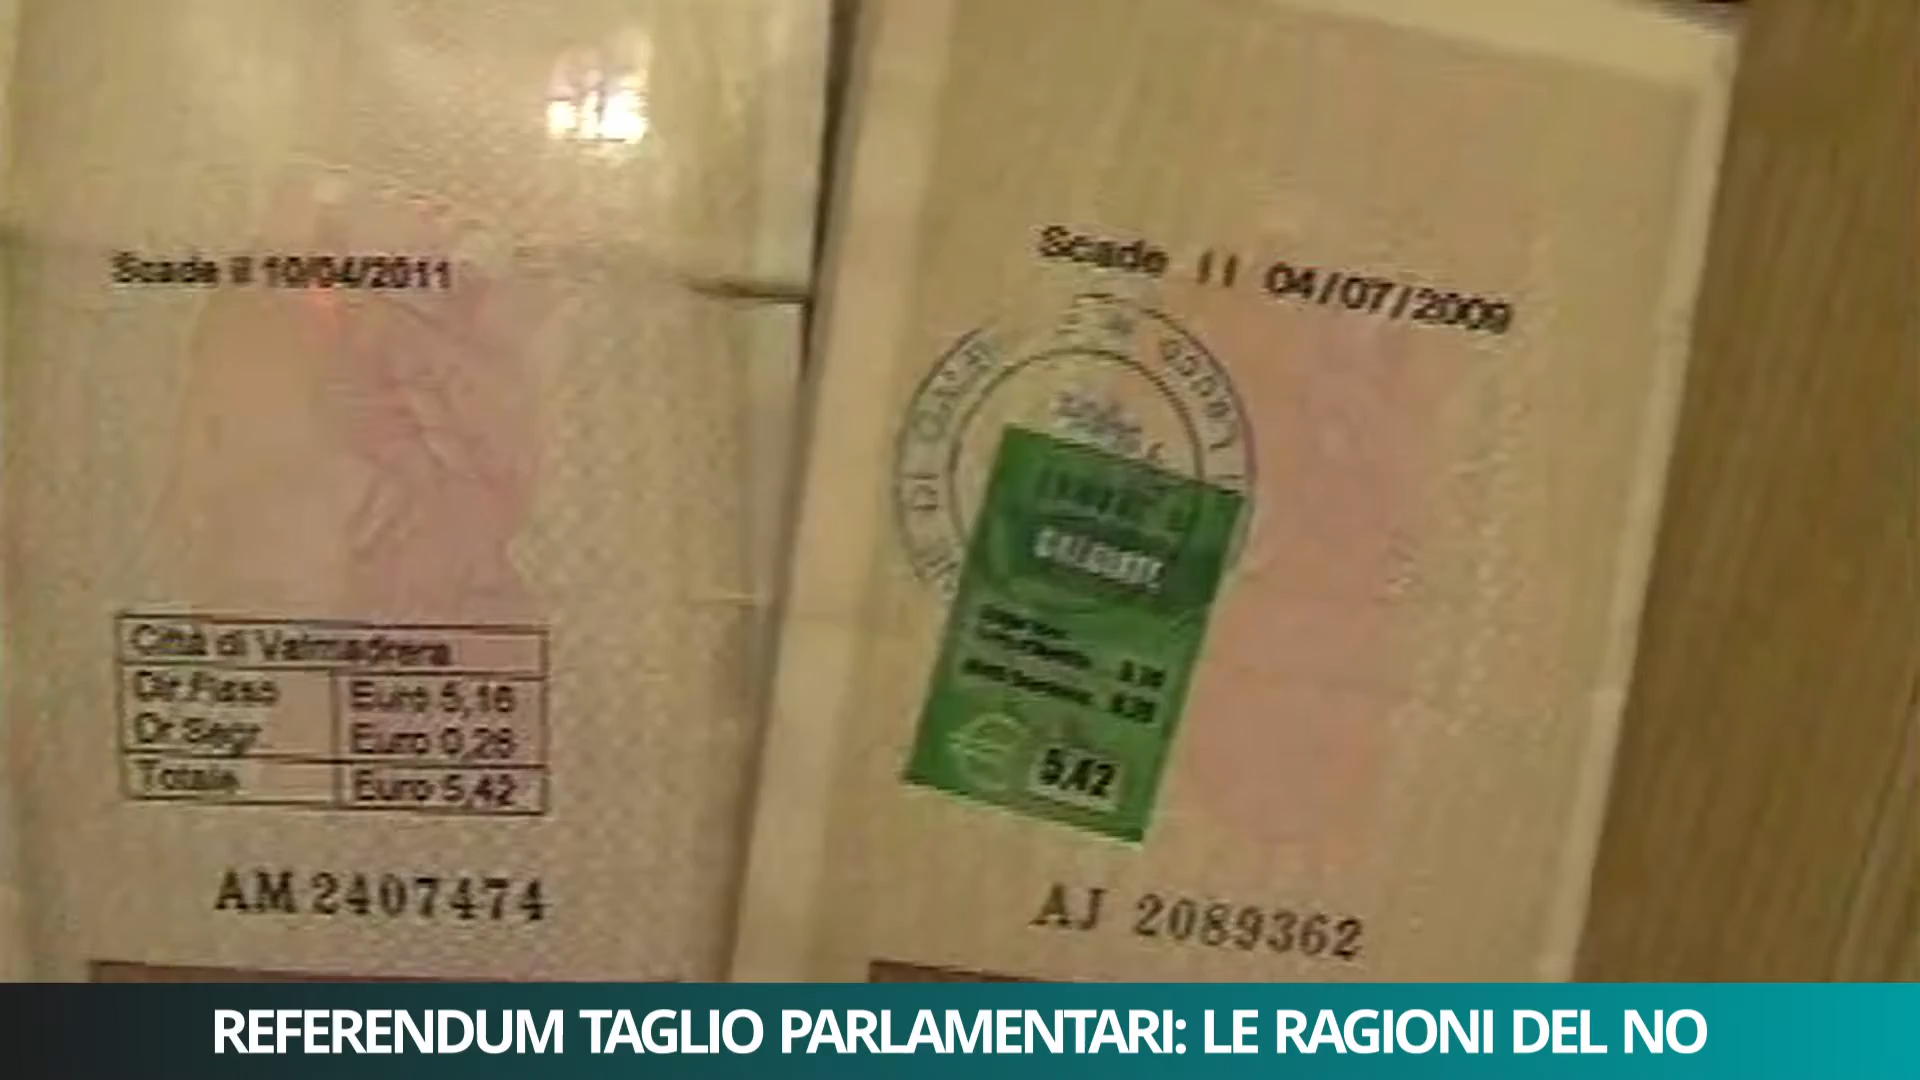 Scade il 10/04/2011
Città di Valmadrera
Dir.Fisso Euro 5,16
Dr Segr. Euro 0,26
Totale Euro 5,42
AM 2407474
Scade il 04/07/2009
DI
5,42
AJ 2089362
REFERENDUM TAGLIO PARLAMENTARI: LE RAGIONI DEL NO